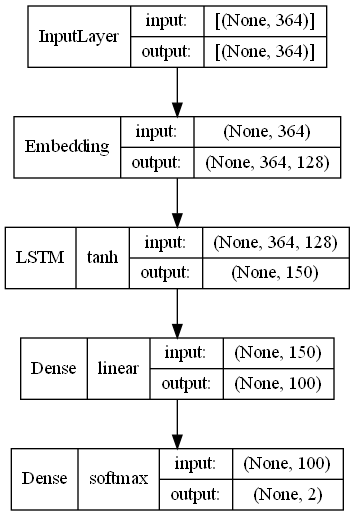 InputLayer input: [(None, 364)]
output: [(None, 364)]
Embedding input: (None, 364)
output: (None, 364, 128)
LSTM tanh input: (None, 364, 128)
output: (None, 150)
Dense linear input: (None, 150)
output: (None, 100)
Dense softmax input: (None, 100)
output: (None, 2)